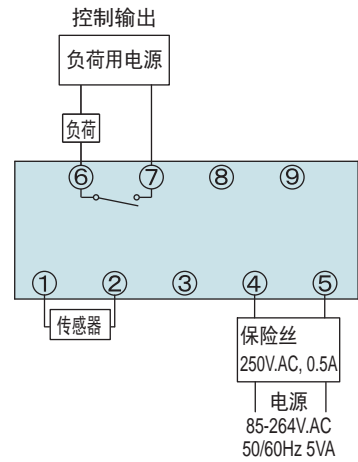 控制输出
负荷用电源
负荷
⑥ ⑦ ⑧ ⑨
① ② ③ ④ ⑤
传感器
保险丝
250V.AC, 0.5A
电源
85-264V.AC
50/60Hz 5VA